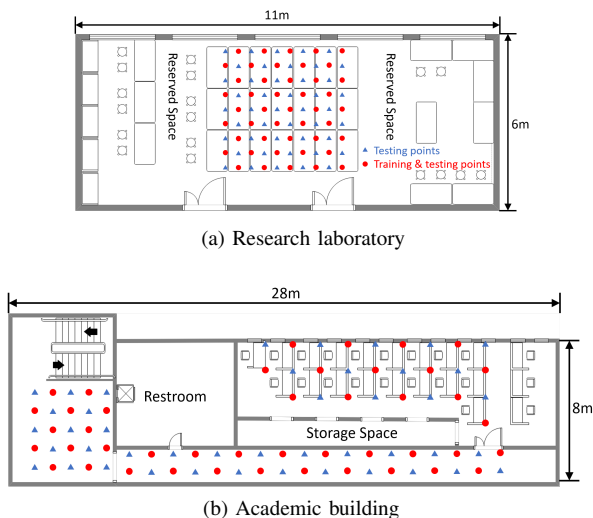 11m
Reserved Space
Reserved Space
6m
Testing points
Training & testing points
(a) Research laboratory
28m
Restroom
Storage Space
8m
(b) Academic building